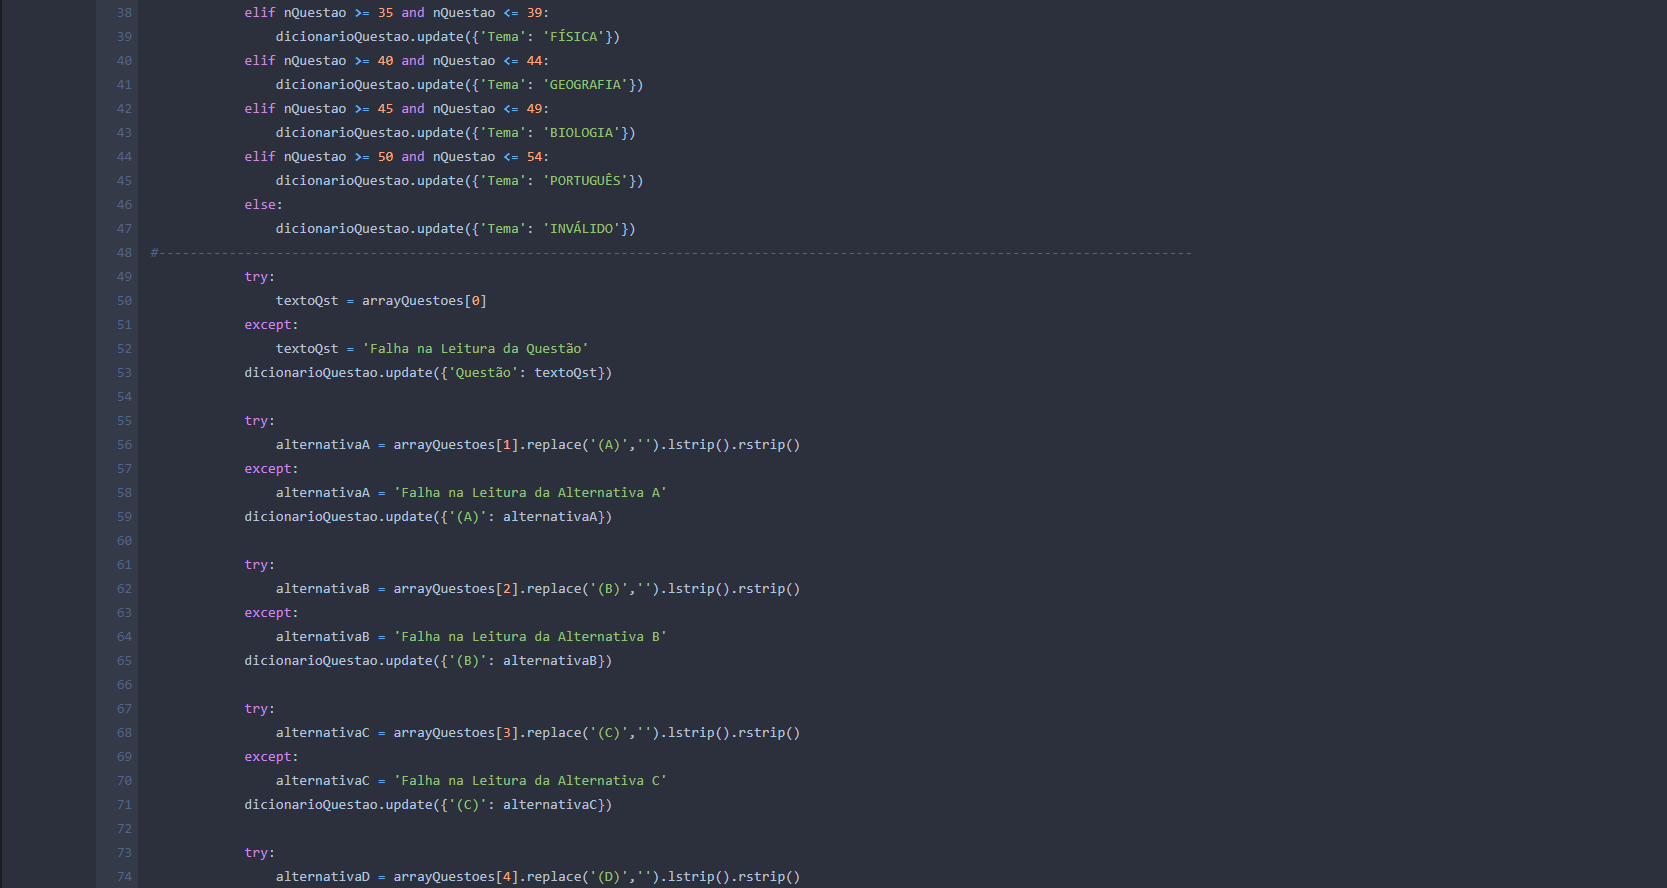 38 elif nQuestao >= 35 and nQuestao <= 39:
39 dicionarioQuestao.update({'Tema': 'FÍSICA'})
40 elif nQuestao >= 40 and nQuestao <= 44:
41 dicionarioQuestao.update({'Tema': 'GEOGRAFIA'})
42 elif nQuestao >= 45 and nQuestao <= 49:
43 dicionarioQuestao.update({'Tema': 'BIOLOGIA'})
44 elif nQuestao >= 50 and nQuestao <= 54:
45 dicionarioQuestao.update({'Tema': 'PORTUGUÊS'})
46 else:
47 dicionarioQuestao.update({'Tema': 'INVÁLIDO'})
48 #------------------------------------------------------------------------------------------------------------------------------------
49 try:
50 textoQst = arrayQuestoes[0]
51 except:
52 textoQst = 'Falha na Leitura da Questão'
53 dicionarioQuestao.update({'Questão': textoQst})
54
55 try:
56 alternativaA = arrayQuestoes[1].replace('(A)','').lstrip().rstrip()
57 except:
58 alternativaA = 'Falha na Leitura da Alternativa A'
59 dicionarioQuestao.update({'(A)': alternativaA})
60
61 try:
62 alternativaB = arrayQuestoes[2].replace('(B)','').lstrip().rstrip()
63 except:
64 alternativaB = 'Falha na Leitura da Alternativa B'
65 dicionarioQuestao.update({'(B)': alternativaB})
66
67 try:
68 alternativaC = arrayQuestoes[3].replace('(C)','').lstrip().rstrip()
69 except:
70 alternativaC = 'Falha na Leitura da Alternativa C'
71 dicionarioQuestao.update({'(C)': alternativaC})
72
73 try:
74 alternativaD = arrayQuestoes[4].replace('(D)','').lstrip().rstrip()